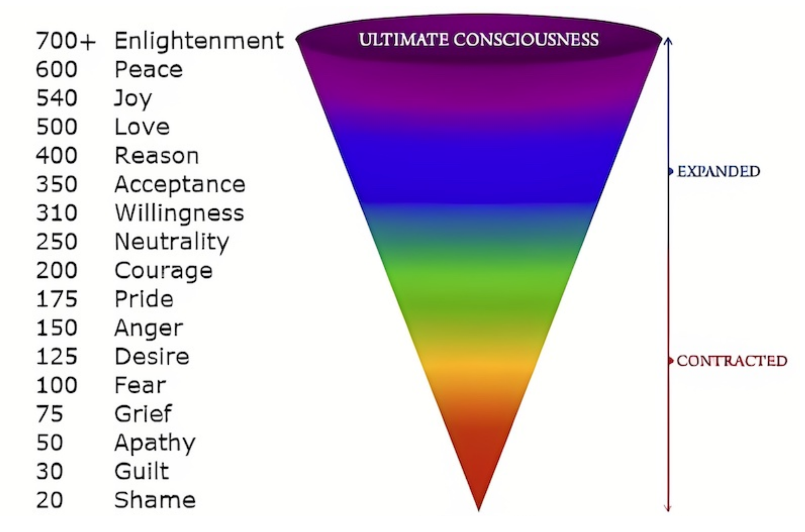 700+ Enlightenment
ULTIMATE CONSCIOUSNESS
600 Peace
540 Joy
500 Love
400 Reason
350 Acceptance
EXPANDED
310 Willingness
250 Neutrality
200 Courage
175 Pride
150 Anger
125 Desire
CONTRACTED
100 Fear
75 Grief
50 Apathy
30 Guilt
20 Shame